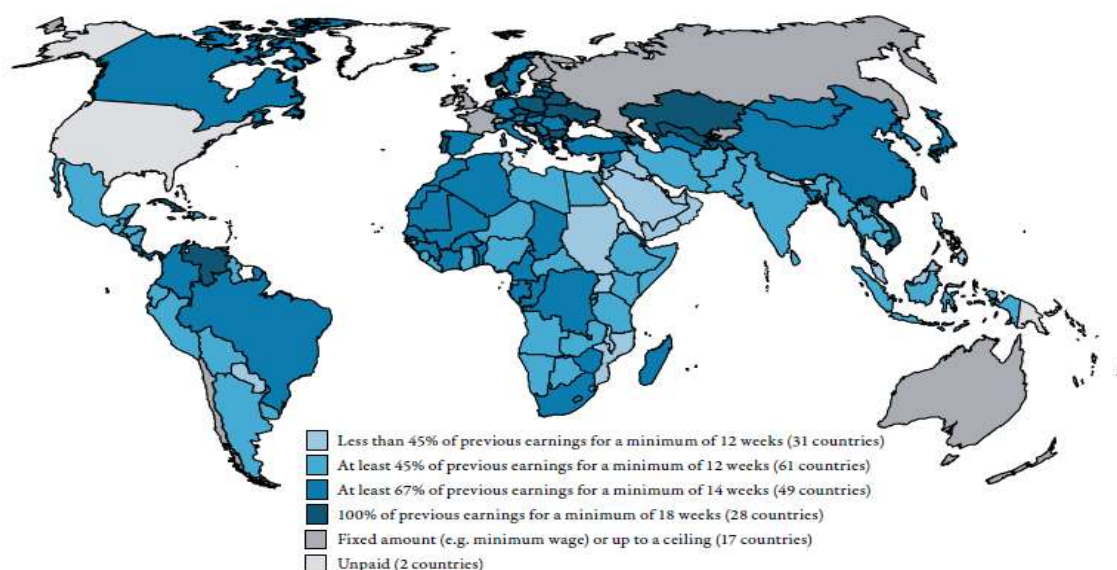 Less than 45% of previous earnings for a minimum of 12 weeks (31 countries)
At least 45% of previous earnings for a minimum of 12 weeks (61 countries)
At least 67% of previous earnings for a minimum of 14 weeks (49 countries)
100% of previous earnings for a minimum of 18 weeks (28 countries)
Fixed amount (e.g. minimum wage) or up to a ceiling (17 countries)
Unpaid (2 countries)